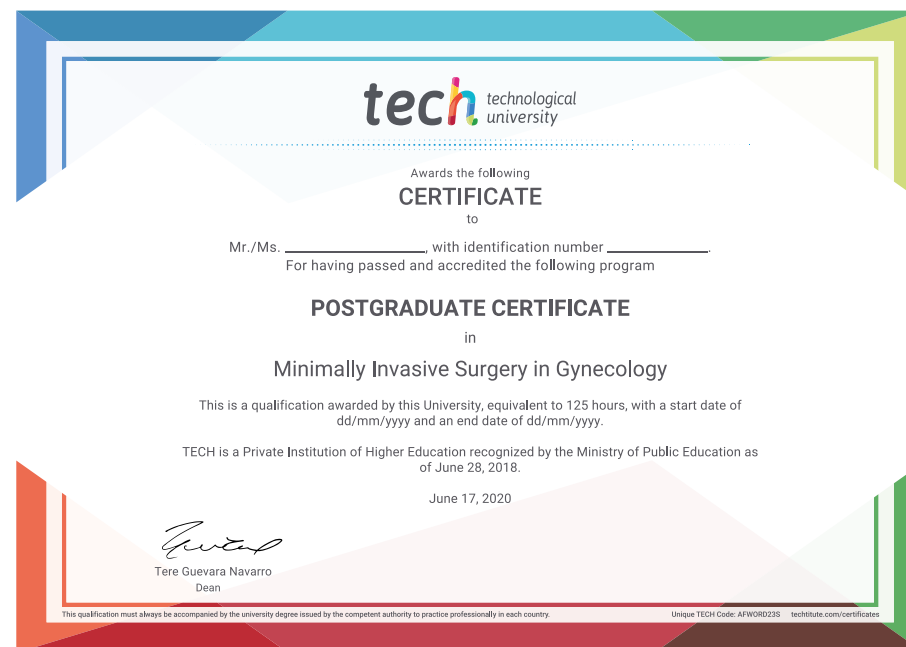 tech technological
university
Awards the following
CERTIFICATE
to
Mr./Ms. ____________________, with identification number ______________.
For having passed and accredited the following program
POSTGRADUATE CERTIFICATE
in
Minimally Invasive Surgery in Gynecology
This is a qualification awarded by this University, equivalent to 125 hours, with a start date of
dd/mm/yyyy and an end date of dd/mm/yyyy.
TECH is a Private Institution of Higher Education recognized by the Ministry of Public Education as
of June 28, 2018.
June 17, 2020
Tere Guevara Navarro
Dean
This qualification must always be accompanied by the university degree issued by the competent authority to practice professionally in each country.
Unique TECH Code: AFWORD23S techtitute.com/certificates